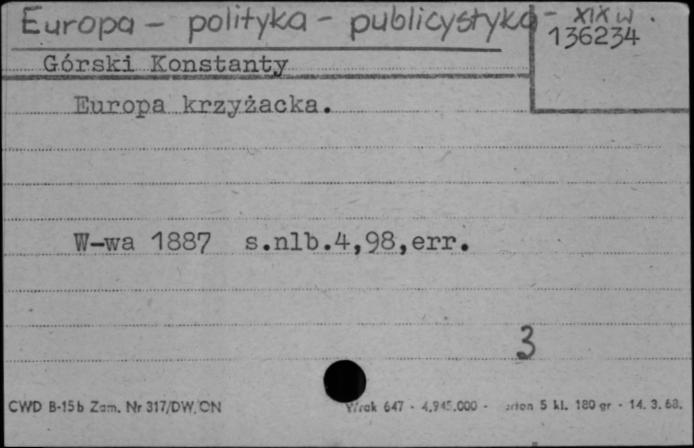 Europa - polityka - publicystyka - XIX w.
136234
Górski Konstanty
Europa krzyżacka.
W-wa 1887 s.nlb.4,98,err.
3
CWD B-15b Zam. Nr 317/DW/CN 647 - 4.945.000 - 5 kl. 180 gr - 14. 3. 68.